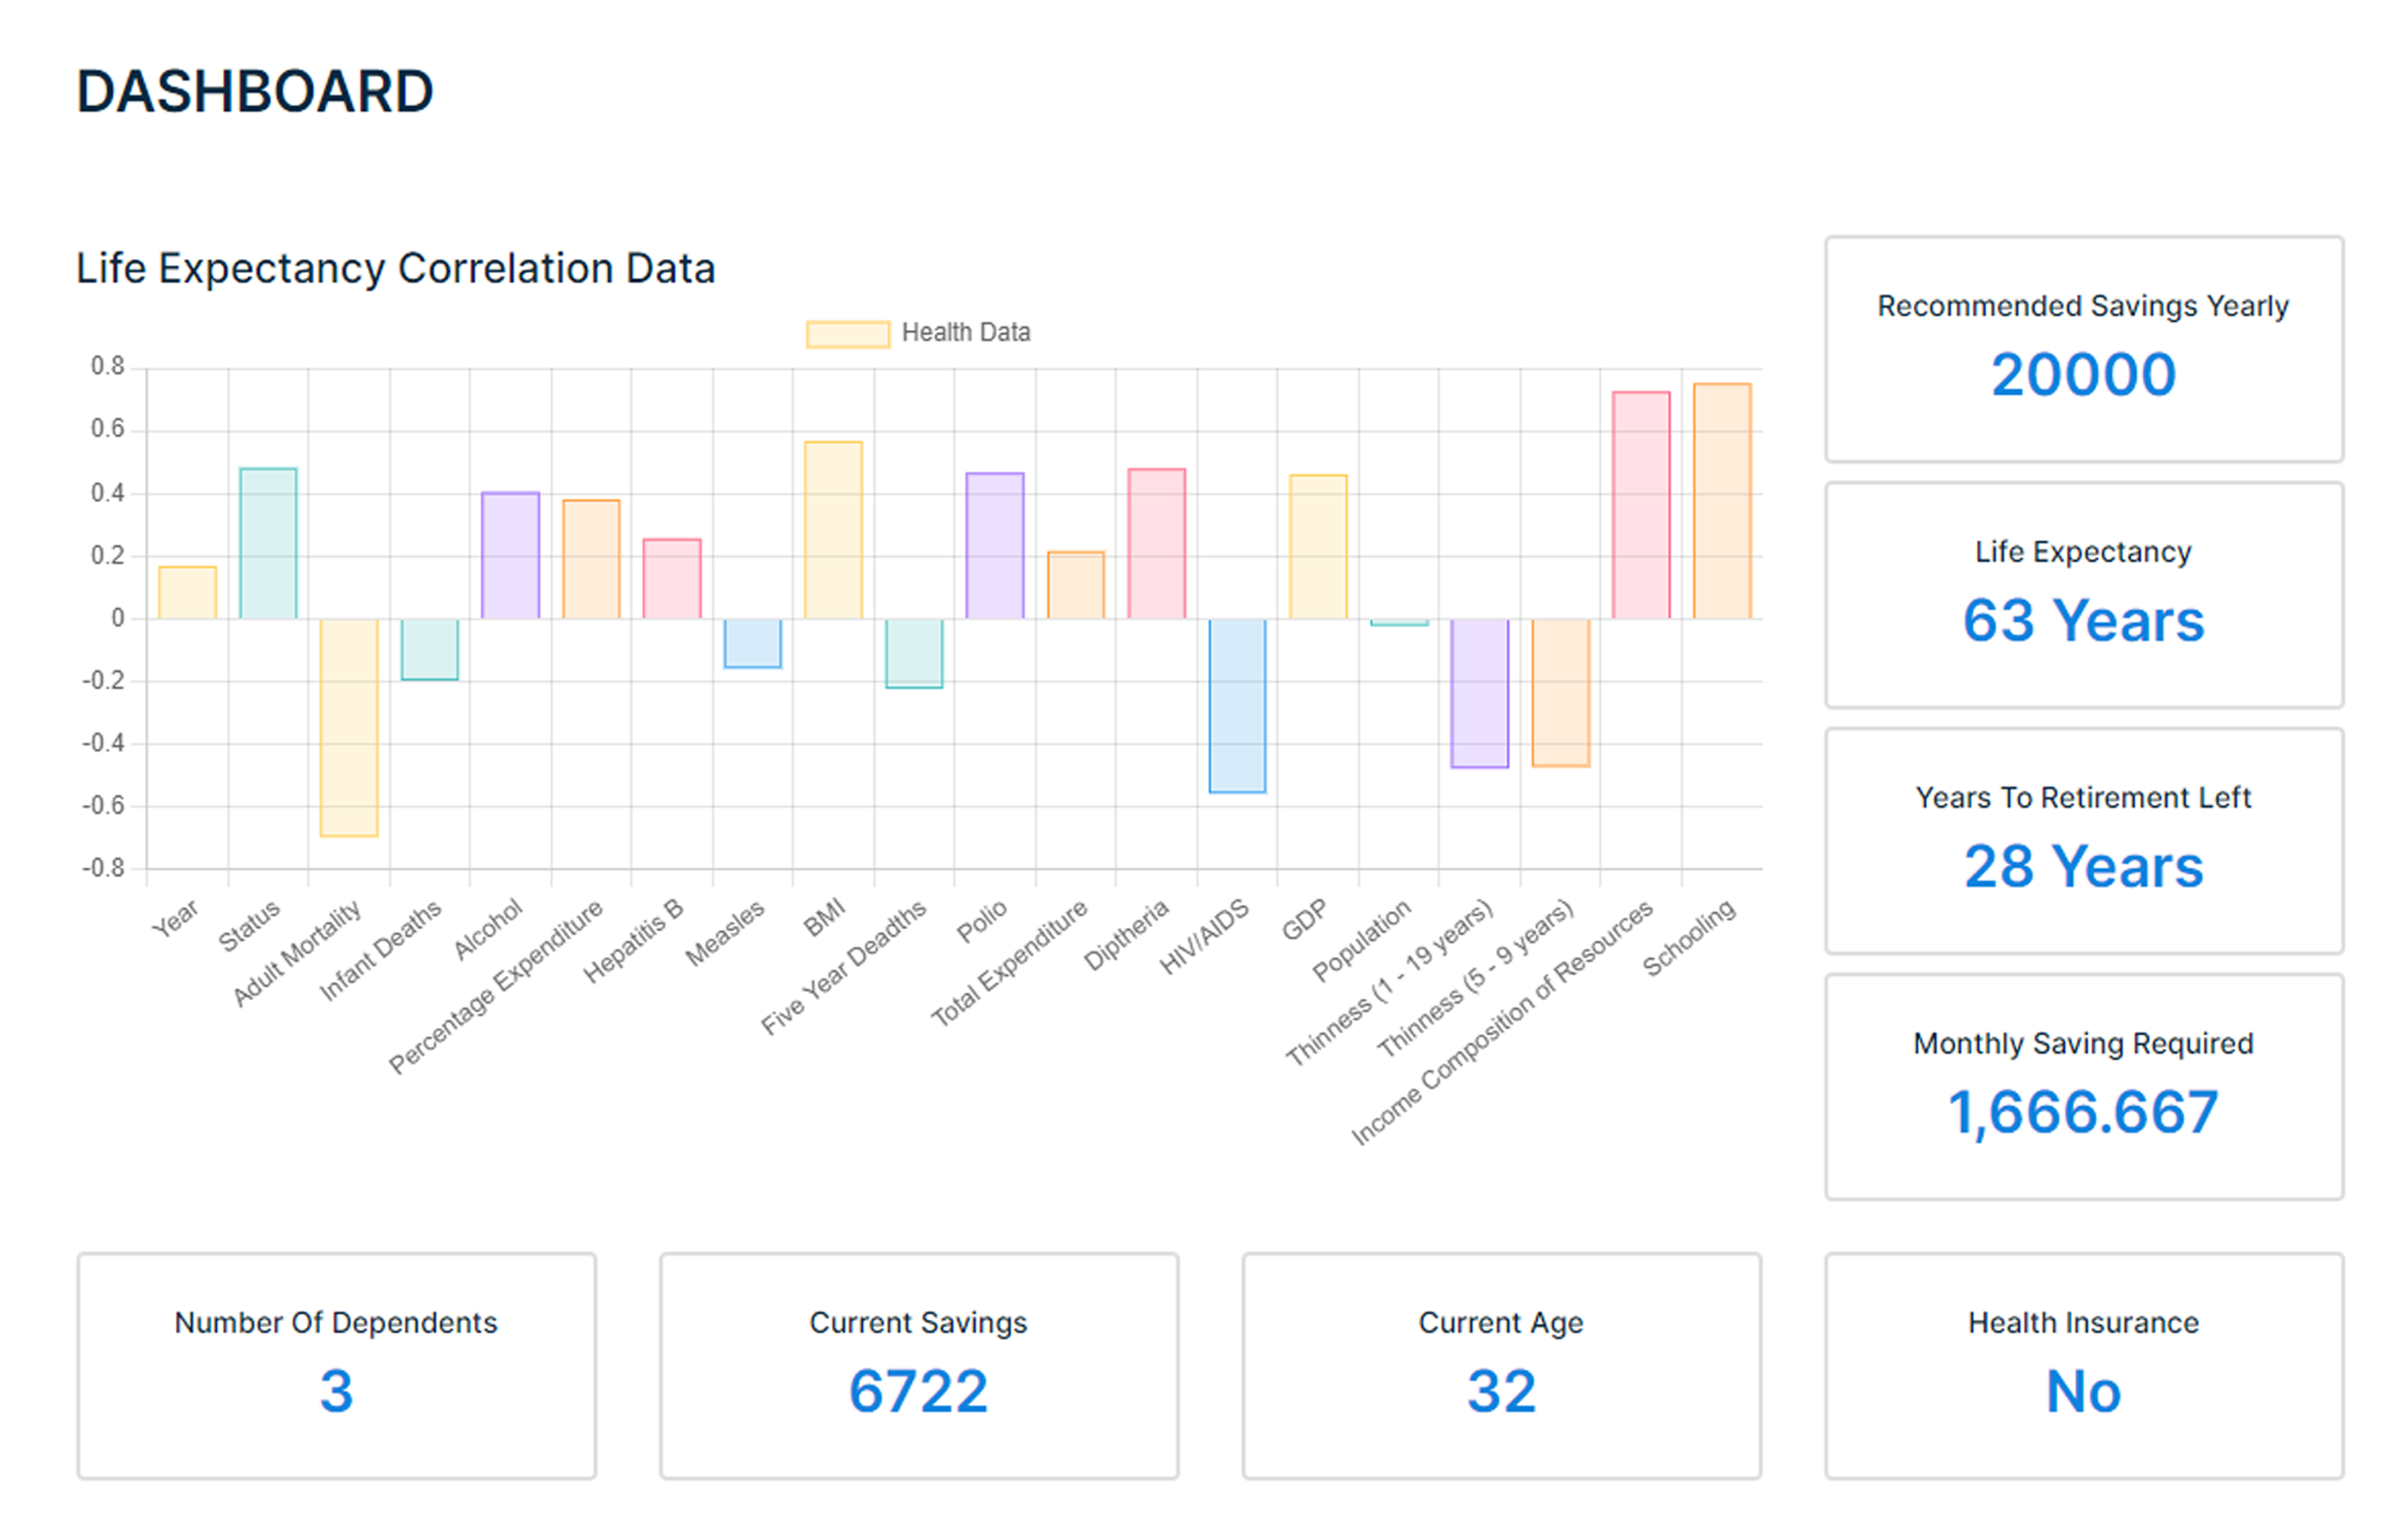 DASHBOARD
Life Expectancy Correlation Data
Health Data
0.8
0.6
0.4
0.2
0
-0.2
-0.4
-0.6
-0.8
Year
Status
Adult Mortality
Infant Deaths
Alcohol
Percentage Expenditure
Hepatitis B
Measles
BMI
Five Year Deadths
Polio
Total Expenditure
Diptheria
HIV/AIDS
GDP
Population
Thinness (1 - 19 years)
Thinness (5 - 9 years)
Income Composition of Resources
Schooling
Recommended Savings Yearly
20000
Life Expectancy
63 Years
Years To Retirement Left
28 Years
Monthly Saving Required
1,666.667
Number Of Dependents
3
Current Savings
6722
Current Age
32
Health Insurance
No